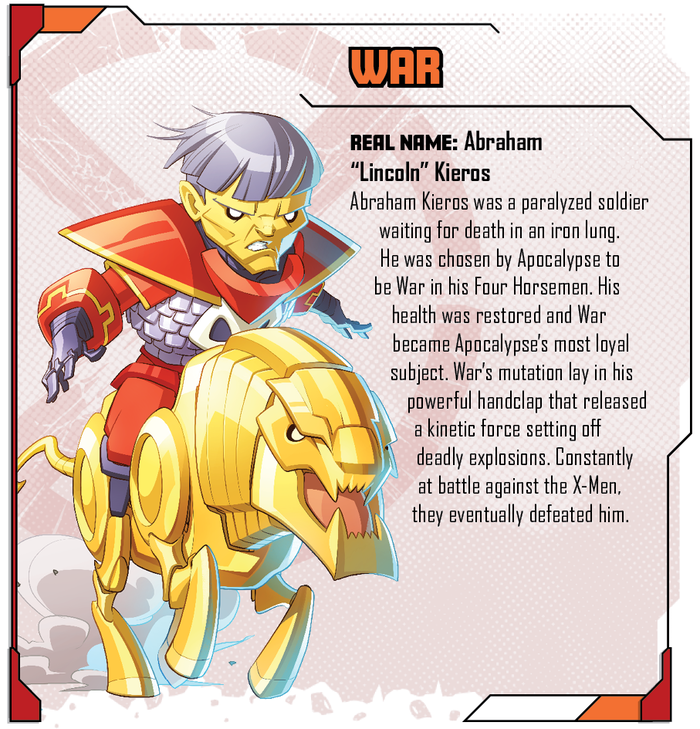 WAR
REAL NAME: Abraham
“Lincoln” Kieros
Abraham Kieros was a paralyzed soldier
waiting for death in an iron lung.
He was chosen by Apocalypse to
be War in his Four Horsemen. His
health was restored and War
became Apocalypse’s most loyal
subject. War’s mutation lay in his
powerful handclap that released
a kinetic force setting off
deadly explosions. Constantly
at battle against the X-Men,
they eventually defeated him.